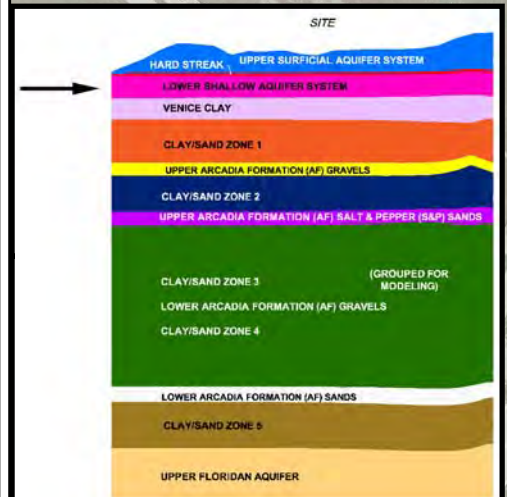 SITE
HARD STREAK UPPER SURFICIAL AQUIFER SYSTEM
LOWER SHALLOW AQUIFER SYSTEM
VENICE CLAY
CLAY/SAND ZONE 1
UPPER ARCADIA FORMATION (AF) GRAVELS
CLAY/SAND ZONE 2
UPPER ARCADIA FORMATION (AF) SALT & PEPPER (S&P) SANDS
CLAY/SAND ZONE 3
(GROUPED FOR
MODELING)
LOWER ARCADIA FORMATION (AF) GRAVELS
CLAY/SAND ZONE 4
LOWER ARCADIA FORMATION (AF) SANDS
CLAY/SAND ZONE 5
UPPER FLORIDAN AQUIFER